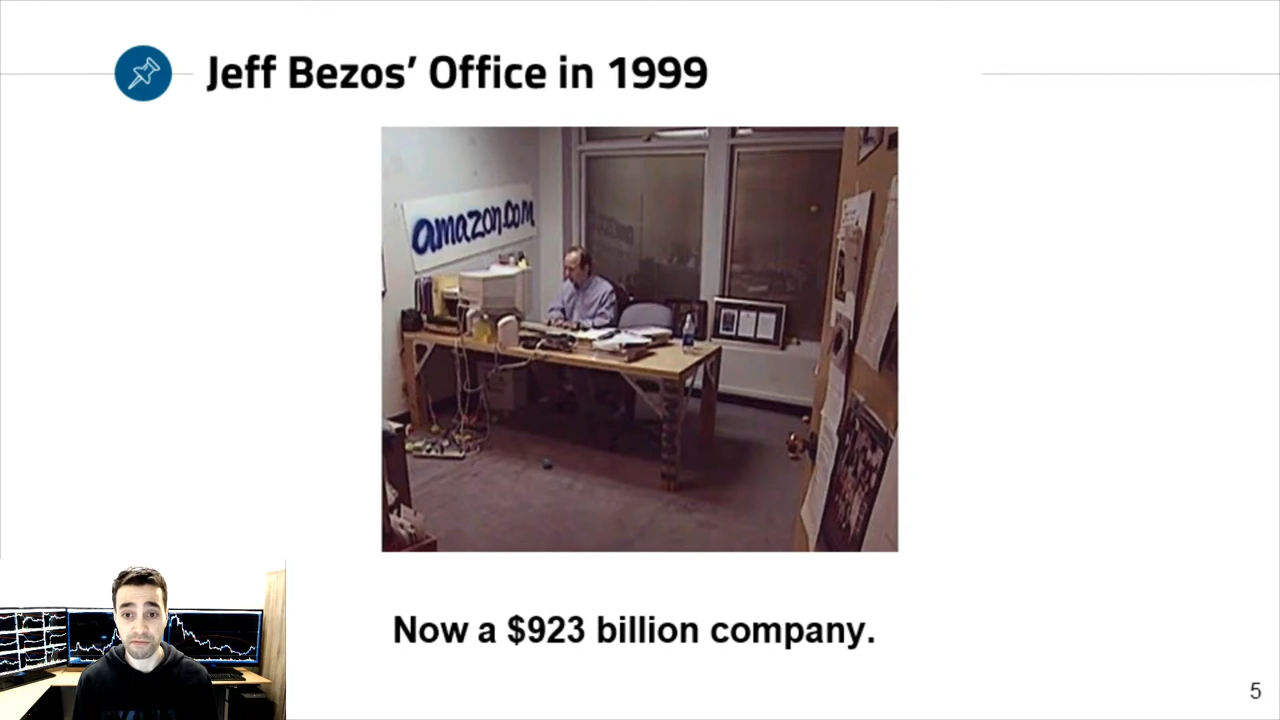 Jeff Bezos’ Office in 1999
amazon.com
Now a $923 billion company.
5